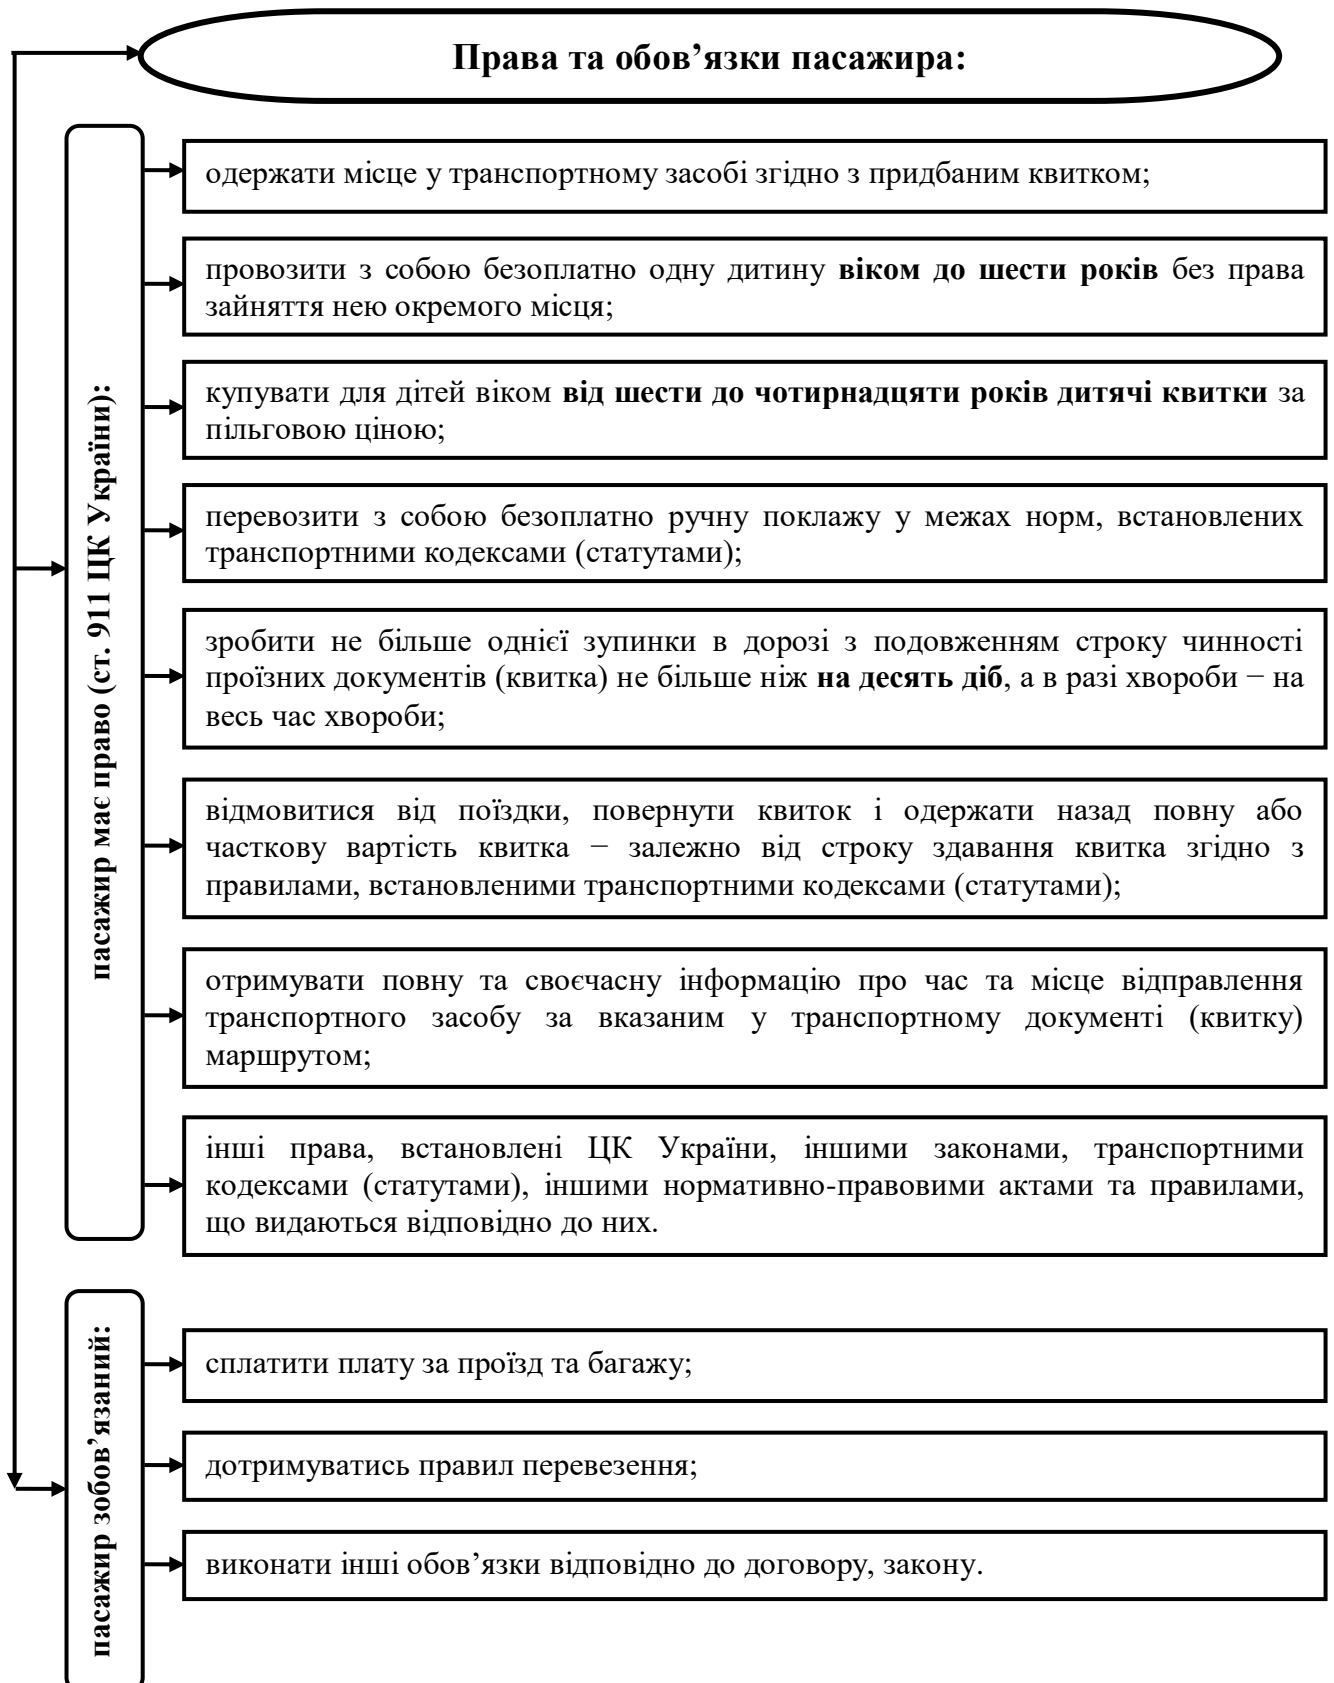 Права та обов’язки пасажира:
пасажир має право (ст. 911 ЦК України):
одержати місце у транспортному засобі згідно з придбаним квитком;
провозити з собою безоплатно одну дитину віком до шести років без права
зайняття нею окремого місця;
купувати для дітей віком від шести до чотирнадцяти років дитячі квитки за
пільговою ціною;
перевозити з собою безоплатно ручну поклажу у межах норм, встановлених
транспортними кодексами (статутами);
зробити не більше однієї зупинки в дорозі з подовженням строку чинності
проїзних документів (квитка) не більше ніж на десять діб, а в разі хвороби − на
весь час хвороби;
відмовитися від поїздки, повернути квиток і одержати назад повну або
часткову вартість квитка − залежно від строку здавання квитка згідно з
правилами, встановленими транспортними кодексами (статутами);
отримувати повну та своєчасну інформацію про час та місце відправлення
транспортного засобу за вказаним у транспортному документі (квитку)
маршрутом;
інші права, встановлені ЦК України, іншими законами, транспортними
кодексами (статутами), іншими нормативно-правовими актами та правилами,
що видаються відповідно до них.
пасажир зобов’язаний:
сплатити плату за проїзд та багажу;
дотримуватись правил перевезення;
виконати інші обов’язки відповідно до договору, закону.